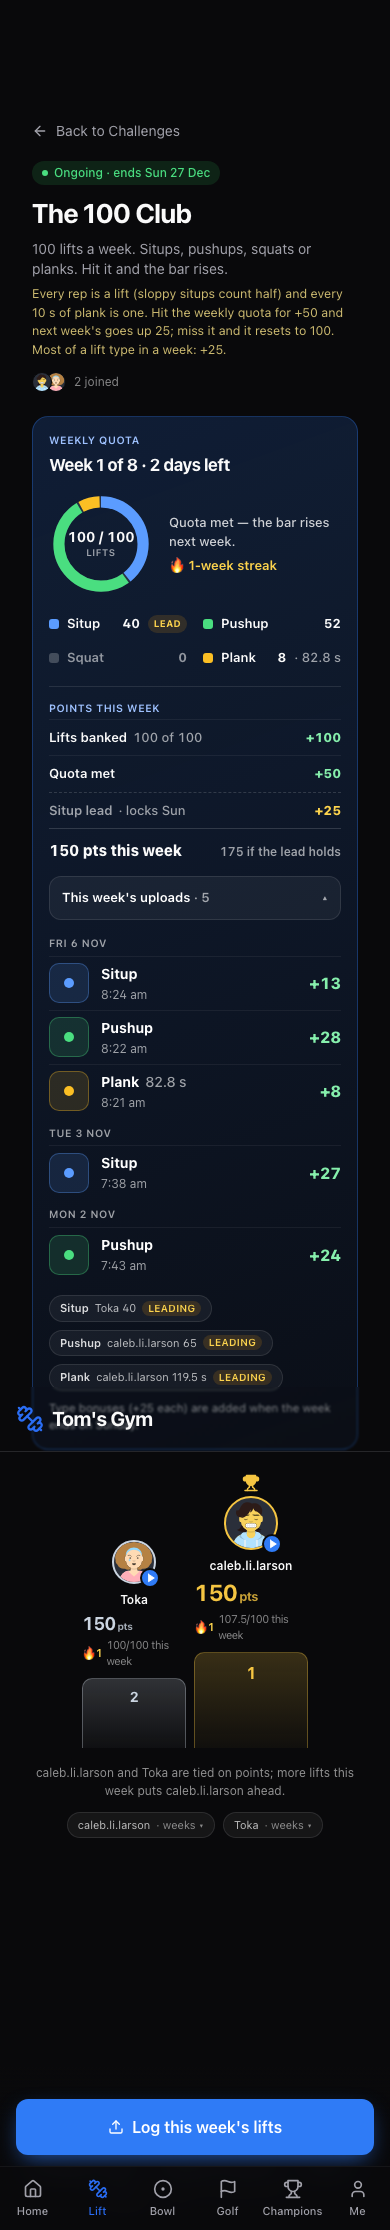 Back to Challenges
Ongoing · ends Sun 27 Dec
The 100 Club
100 lifts a week. Situps, pushups, squats or
planks. Hit it and the bar rises.
Every rep is a lift (sloppy situps count half) and every
10 s of plank is one. Hit the weekly quota for +50 and
next week's goes up 25; miss it and it resets to 100.
Most of a lift type in a week: +25.
2 joined
WEEKLY QUOTA
Week 1 of 8 · 2 days left
100 / 100
LIFTS
Quota met — the bar rises
next week.
🔥 1-week streak
Situp 40 LEAD
Pushup 52
Squat 0
Plank 8 · 82.8 s
POINTS THIS WEEK
Lifts banked 100 of 100 +100
Quota met +50
Situp lead · locks Sun +25
150 pts this week 175 if the lead holds
This week's uploads · 5
FRI 6 NOV
Situp
8:24 am
+13
Pushup
8:22 am
+28
Plank 82.8 s
8:21 am
+8
TUE 3 NOV
Situp
7:38 am
+27
MON 2 NOV
Pushup
7:43 am
+24
Situp Toka 40 LEADING
Pushup caleb.li.larson 65 LEADING
Plank caleb.li.larson 119.5 s LEADING
Type bonuses (+25 each) are added when the week
ends on Sunday.
Tom's Gym
caleb.li.larson
150 pts
🔥1 107.5/100 this
week
1
Toka
150 pts
🔥1 100/100 this
week
2
caleb.li.larson and Toka are tied on points; more lifts this
week puts caleb.li.larson ahead.
caleb.li.larson · weeks
Toka · weeks
Log this week's lifts
Home
Lift
Bowl
Golf
Champions
Me